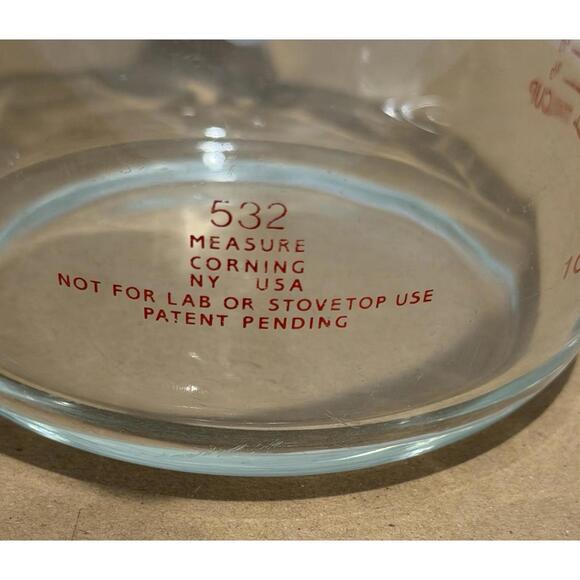 532
MEASURE
CORNING
NY USA
NOT FOR LAB OR STOVETOP USE
PATENT PENDING